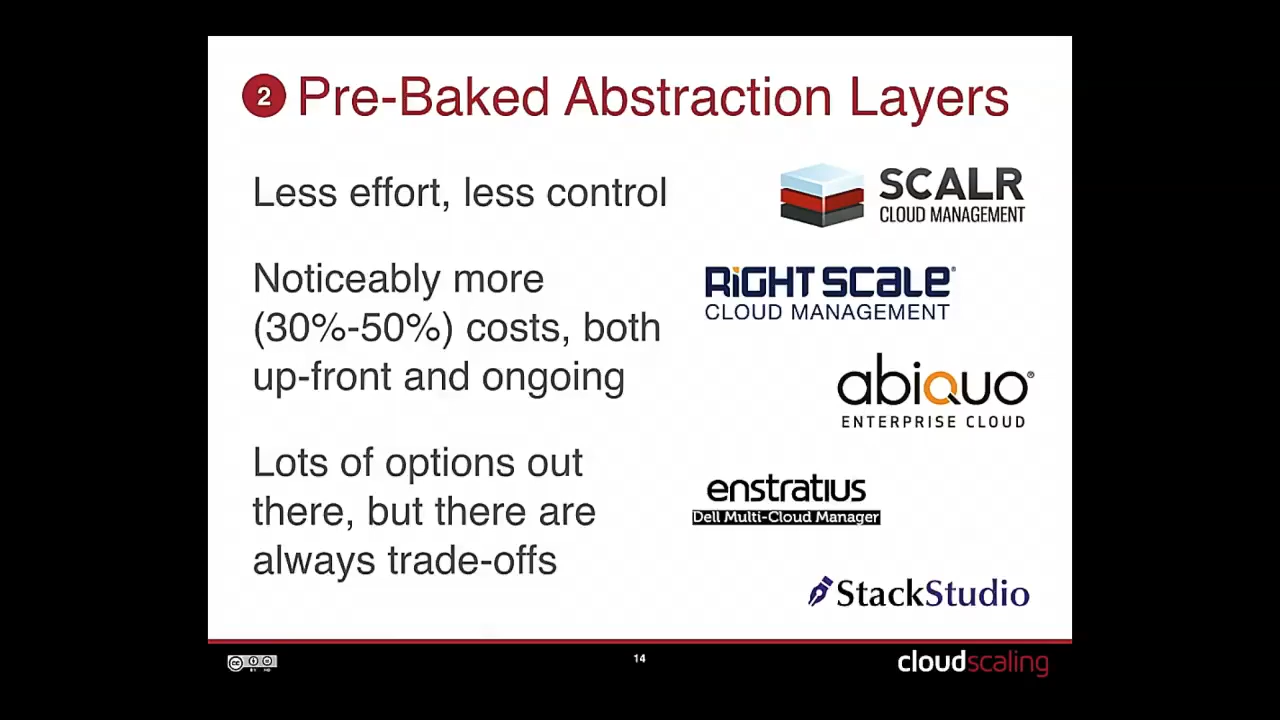 2 Pre-Baked Abstraction Layers
Less effort, less control
Noticeably more
(30%-50%) costs, both
up-front and ongoing
Lots of options out
there, but there are
always trade-offs
SCALR
CLOUD MANAGEMENT
RiGHT SCALE®
CLOUD MANAGEMENT
abiquo®
ENTERPRISE CLOUD
enstratius
Dell Multi-Cloud Manager
StackStudio
cc
14
cloudscaling